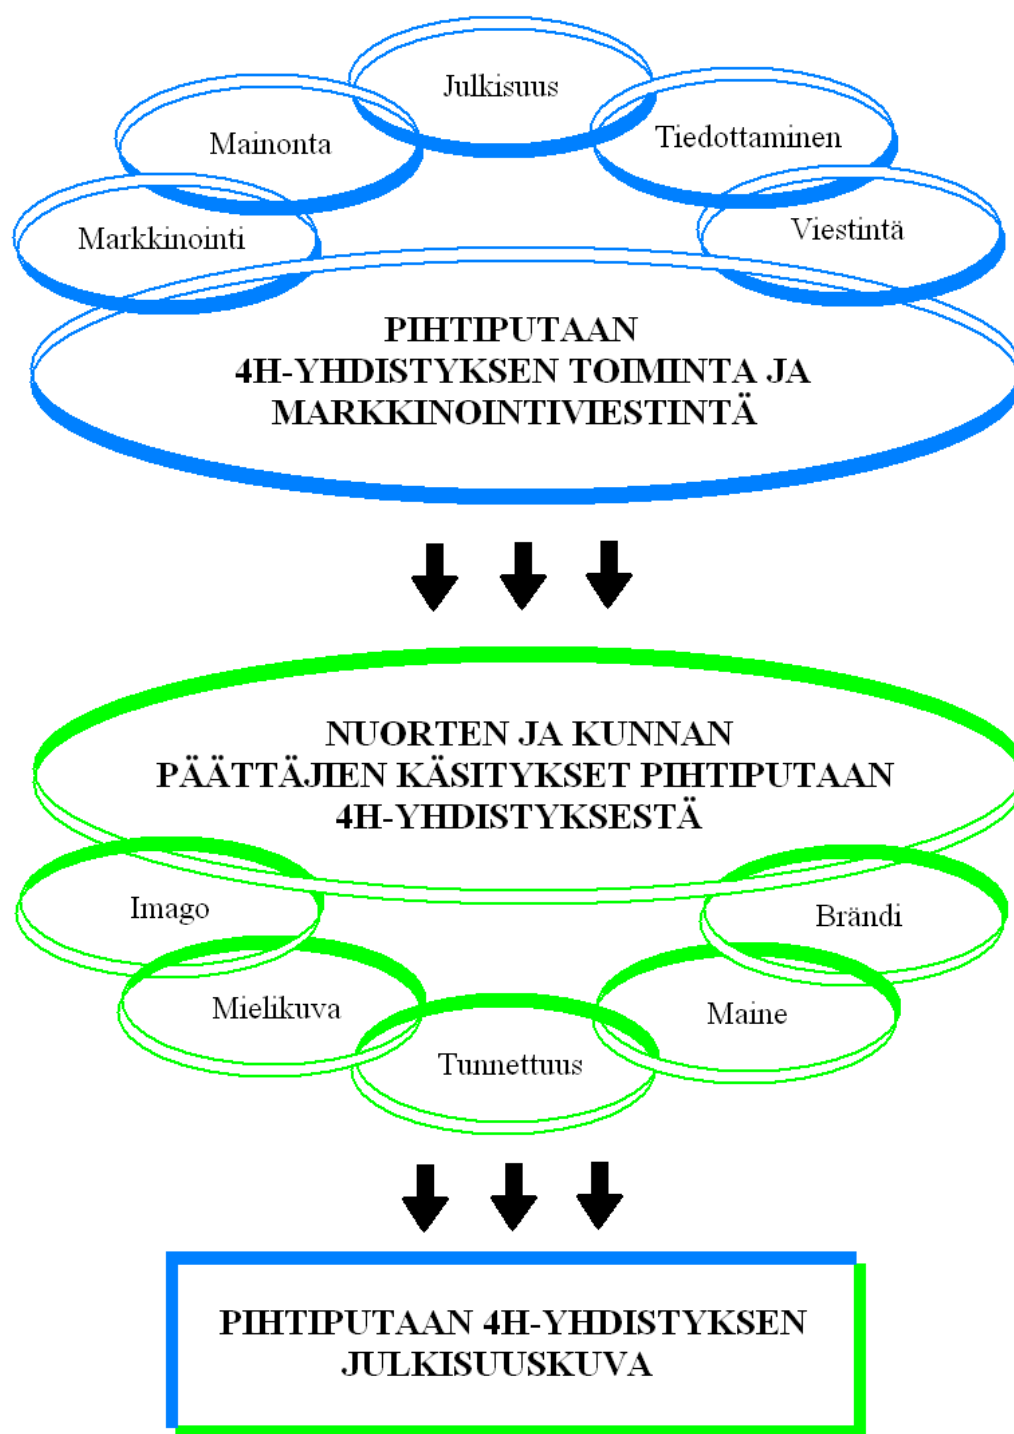 Julkisuus
Mainonta
Tiedottaminen
Markkinointi
Viestintä
PIHTIPUTAAN
4H-YHDISTYKSEN TOIMINTA JA
MARKKINOINTIVIESTINTÄ
NUORTEN JA KUNNAN
PÄÄTTÄJIEN KÄSITYKSET PIHTIPUTAAN
4H-YHDISTYKSESTÄ
Imago
Brändi
Mielikuva
Maine
Tunnettuus
PIHTIPUTAAN 4H-YHDISTYKSEN
JULKISUUSKUVA